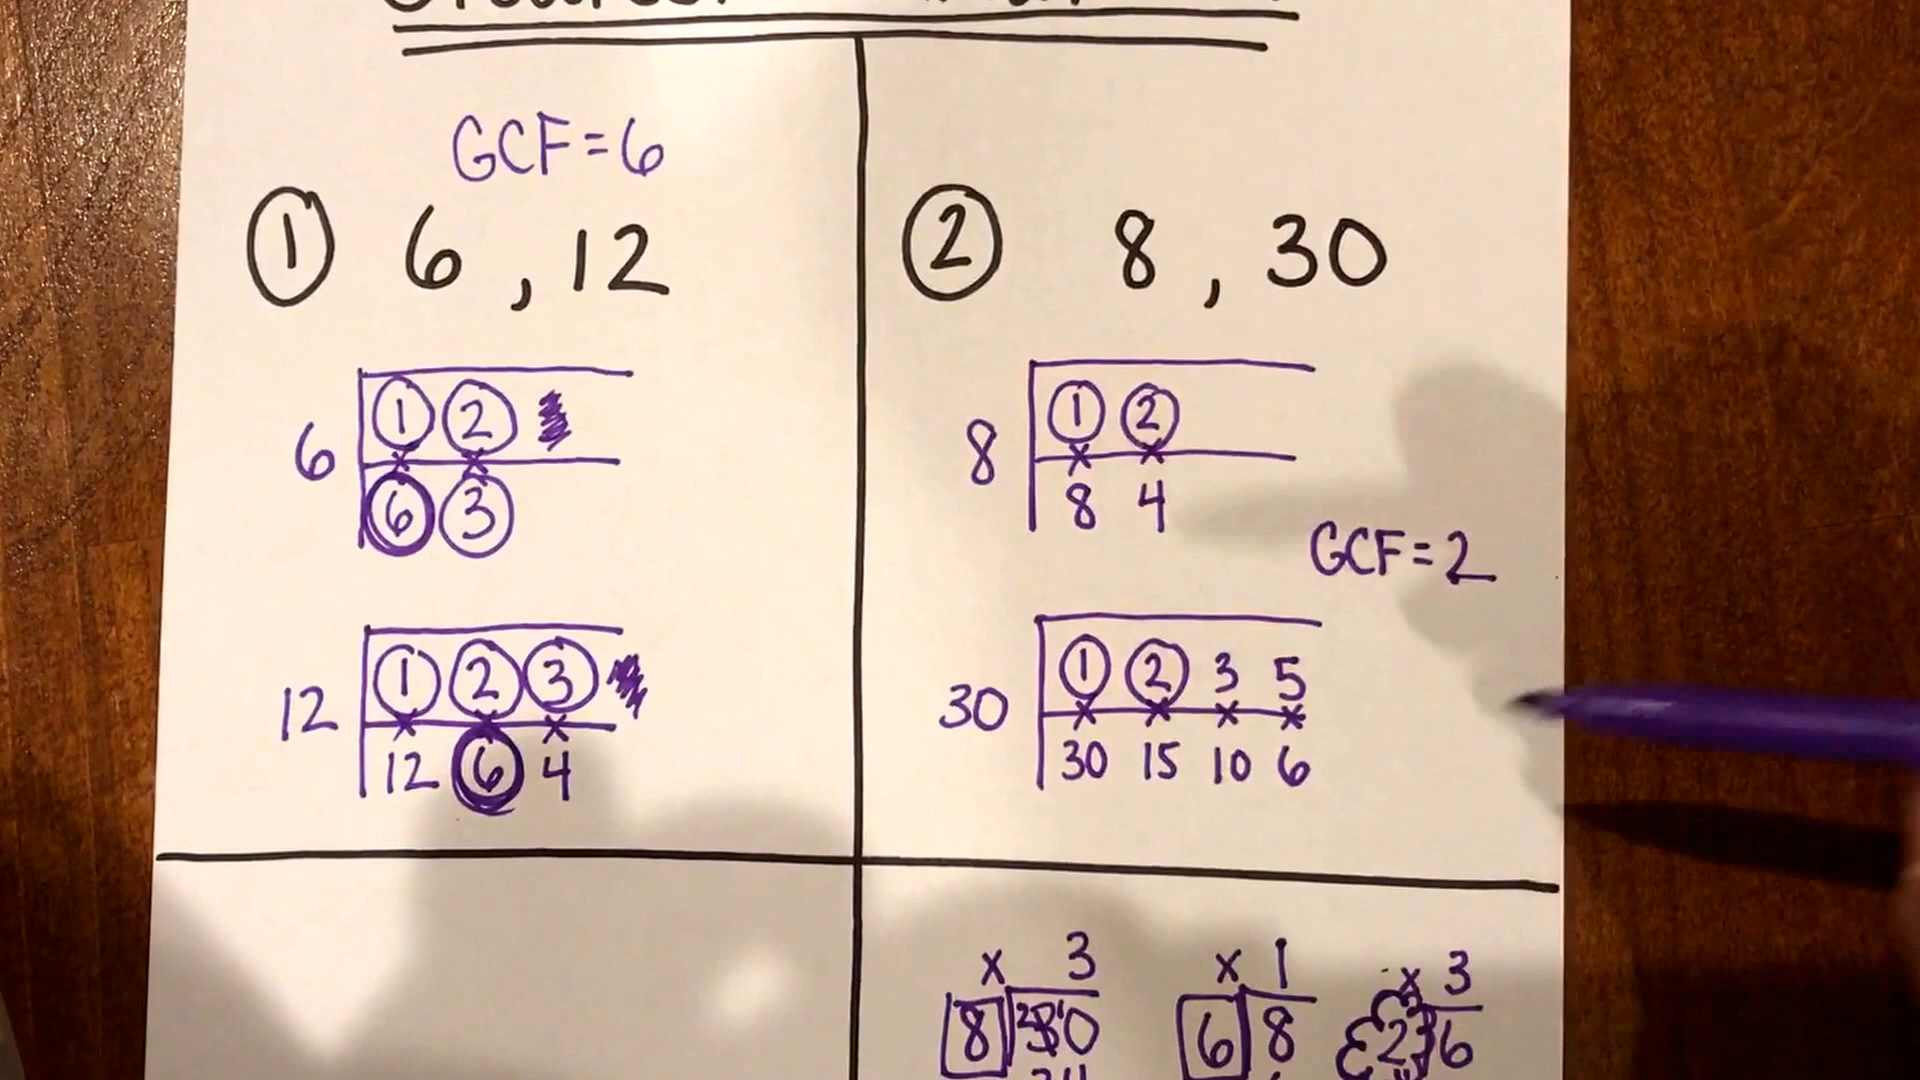 GCF=6
① 6, 12
6 1 2
× ×
6 3
12 1 2 3
× × ×
12 6 4
② 8, 30
8 1 2
× ×
8 4
GCF=2
30 1 2 3 5
× × × ×
30 15 10 6
× 3
8 30
× 1
6 8
× 3
2 6